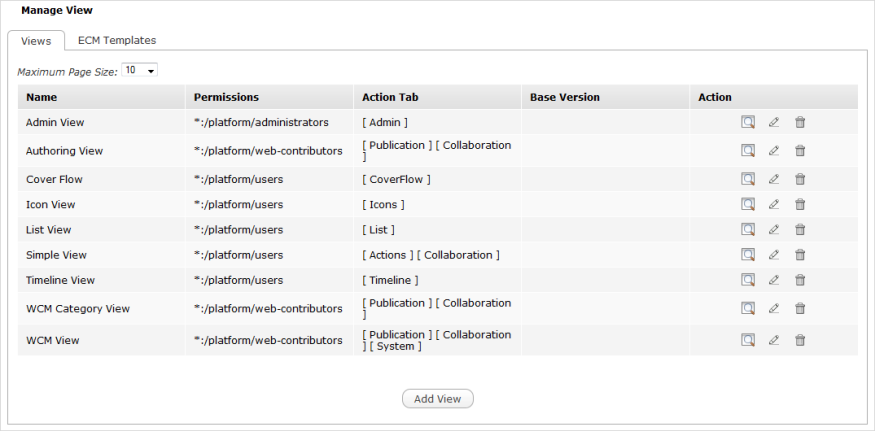 Manage View
Views ECM Templates
Maximum Page Size: 10
Name Permissions Action Tab Base Version Action
Admin View *:/platform/administrators [ Admin ]
Authoring View *:/platform/web-contributors [ Publication ] [ Collaboration
]
Cover Flow *:/platform/users [ CoverFlow ]
Icon View *:/platform/users [ Icons ]
List View *:/platform/users [ List ]
Simple View *:/platform/users [ Actions ] [ Collaboration ]
Timeline View *:/platform/users [ Timeline ]
WCM Category View *:/platform/web-contributors [ Publication ] [ Collaboration
]
WCM View *:/platform/web-contributors [ Publication ] [ Collaboration
] [ System ]
Add View